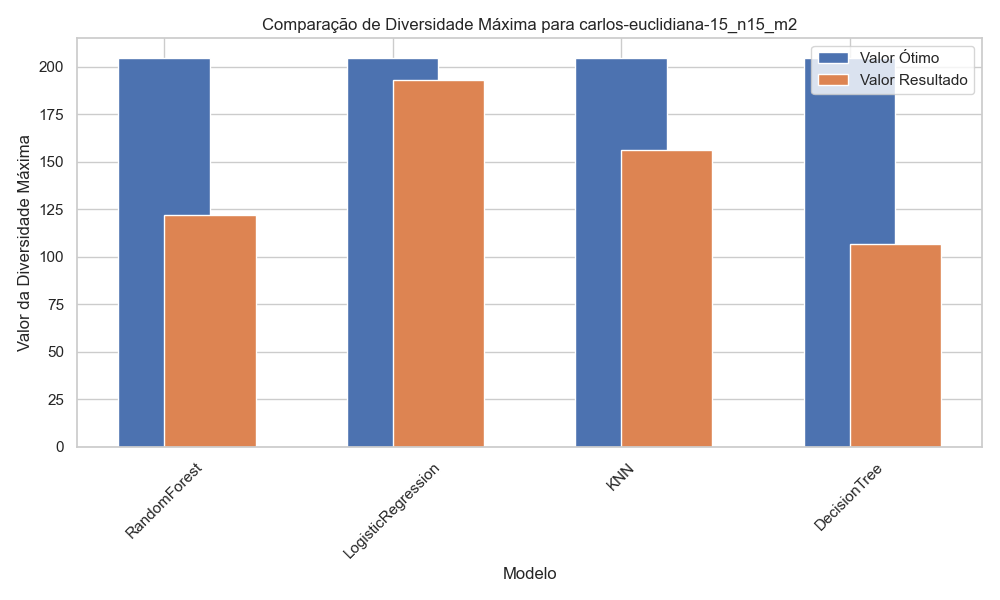 Comparação de Diversidade Máxima para carlos-euclidiana-15_n15_m2
Valor Ótimo
Valor Resultado
Valor da Diversidade Máxima
200
175
150
125
100
75
50
25
0
RandomForest
LogisticRegression
KNN
DecisionTree
Modelo